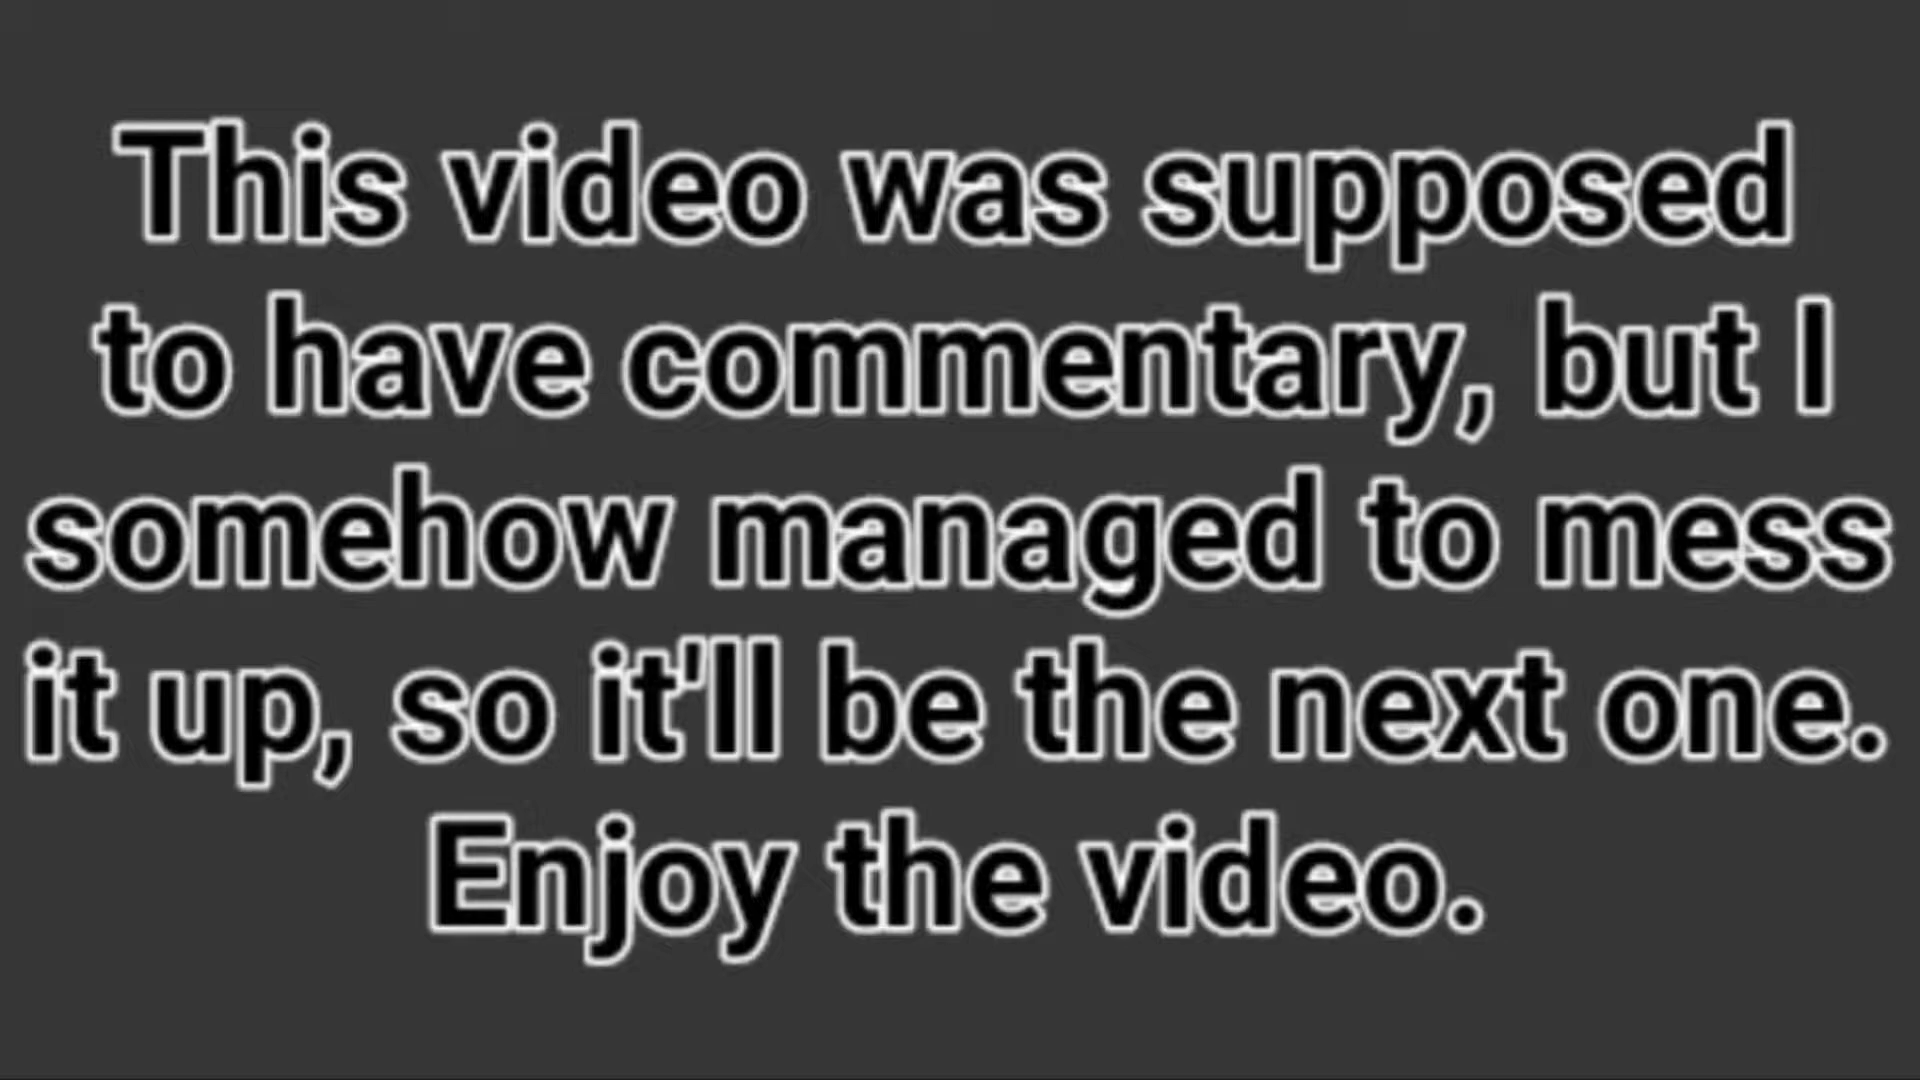 This video was supposed
to have commentary, but I
somehow managed to mess
it up, so it'll be the next one.
Enjoy the video.